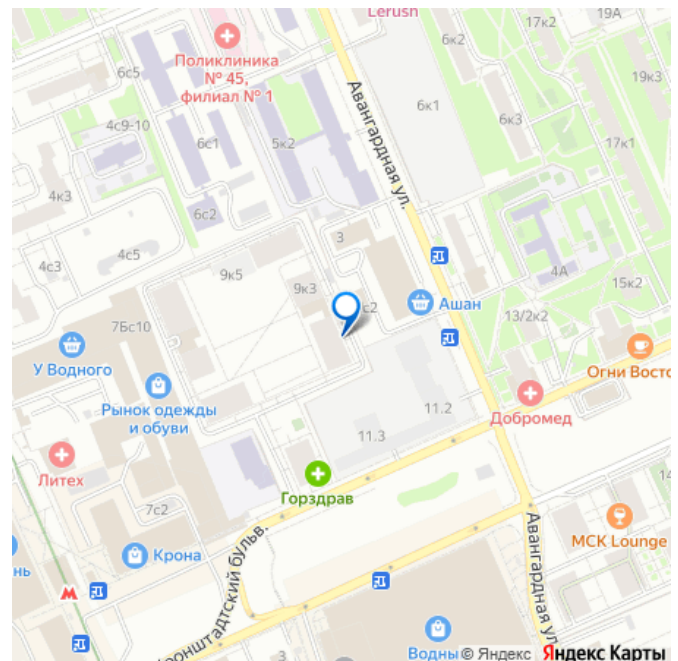 Lerush
17к2
19А
6к2
Поликлиника
№ 45,
филиал № 1
6с5
19к3
Авангардная ул.
6к1
4с9-10
6с1
5к2
6к3
17к1
4к3
6с2
3
4с5
4с3
9к5
9к3
с2
Ашан
4А
15к2
13/2к2
7Бс10
У Водного
Огни Восто
Рынок одежды
и обуви
11.2
Добромед
11.3
Литех
Горздрав
7с2
14
Крона
MCK Lounge
нь
Кронштадтский бульв.
Авангардная ул.
3
Водны
© Яндекс Яндекс Карты